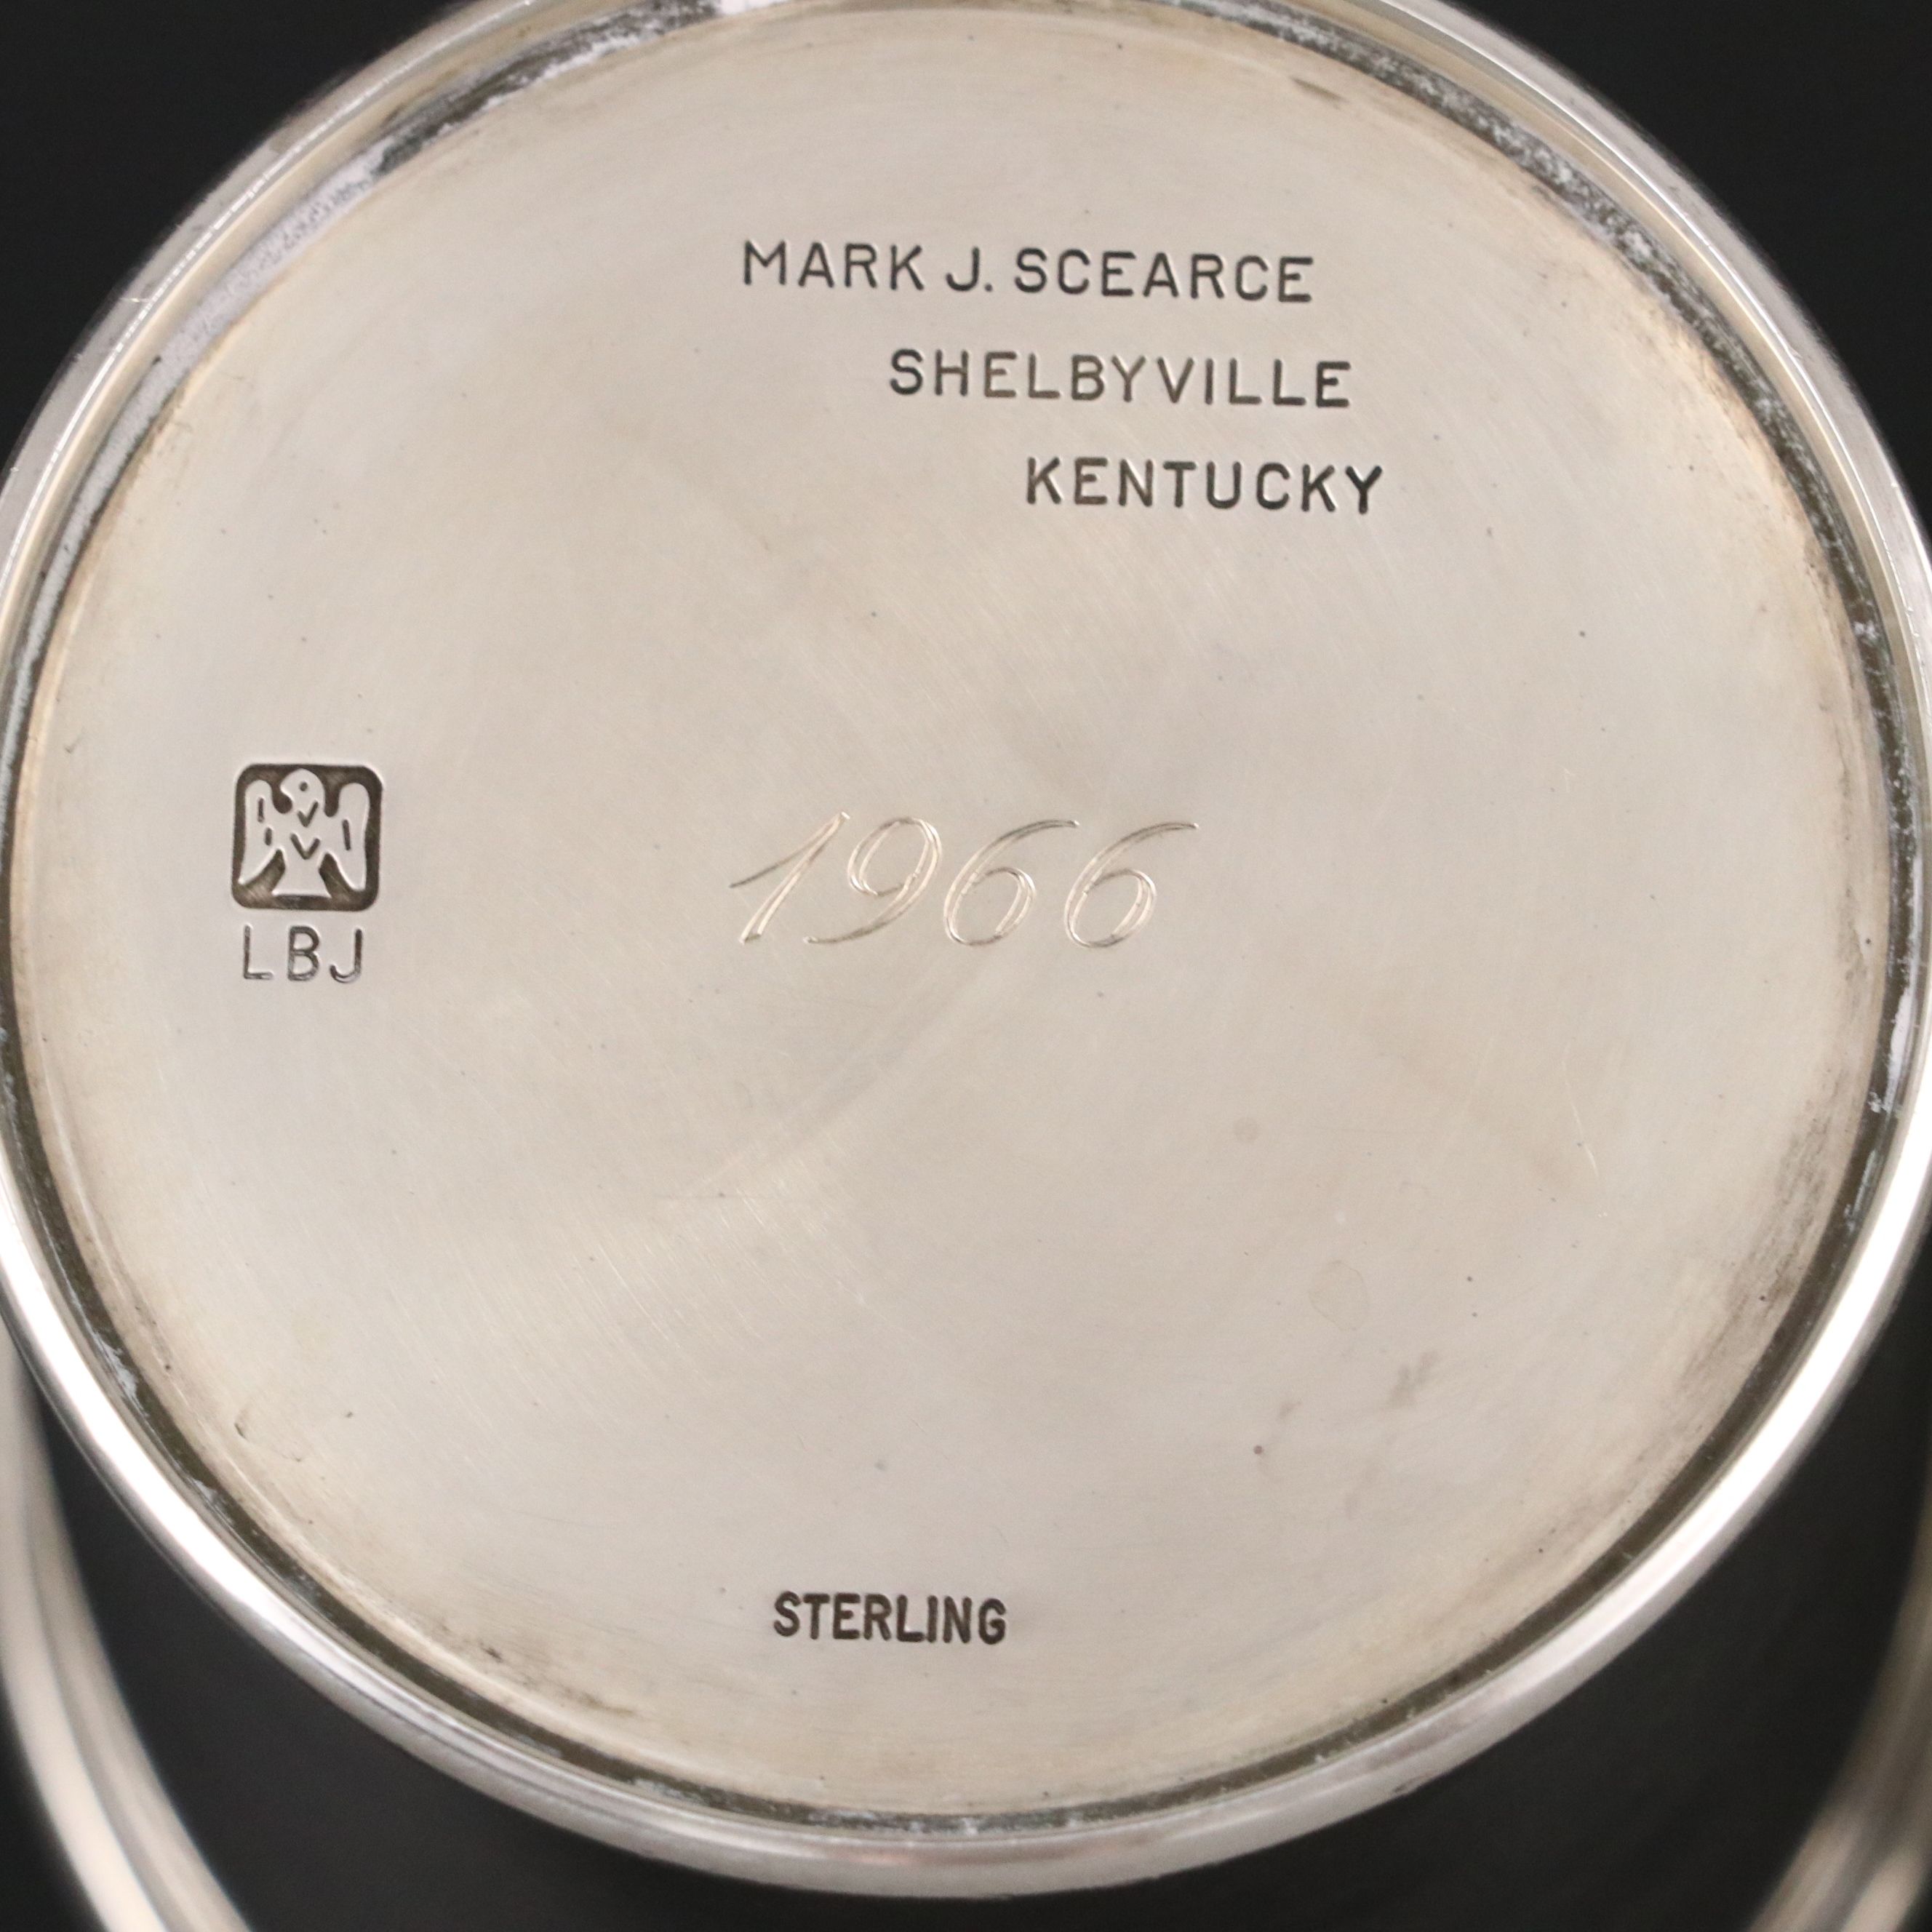 MARK J. SCEARCE
SHELBYVILLE
KENTUCKY
1966
LBJ
STERLING